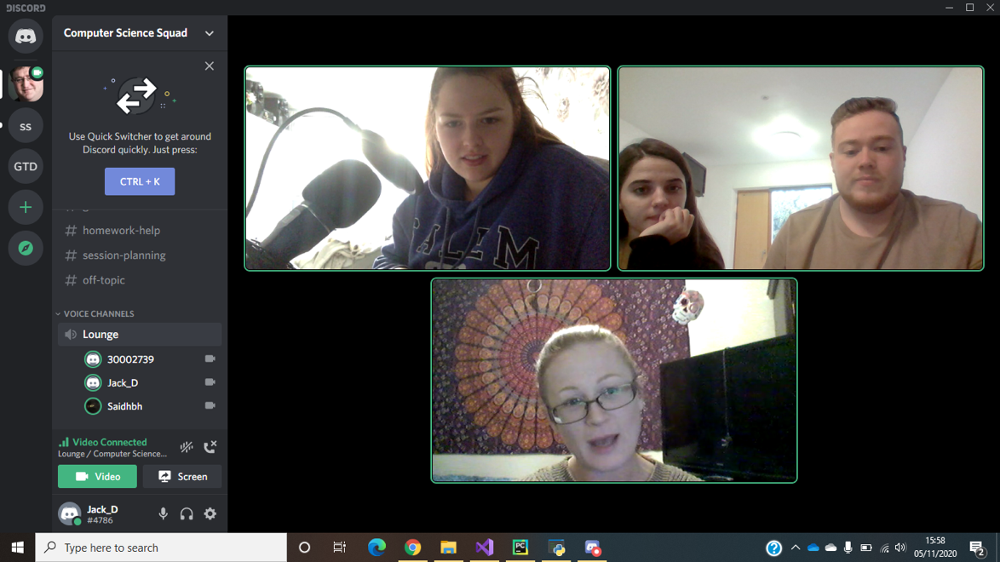 DISCORD
Computer Science Squad
Use Quick Switcher to get around
Discord quickly. Just press:
CTRL + K
ss
GTD
# homework-help
# session-planning
# off-topic
VOICE CHANNELS
Lounge
30002739
Jack_D
Saidhbh
Video Connected
Lounge / Computer Science...
Video
Screen
Jack_D
#4786
Type here to search
PC
?
15:58
05/11/2020
2